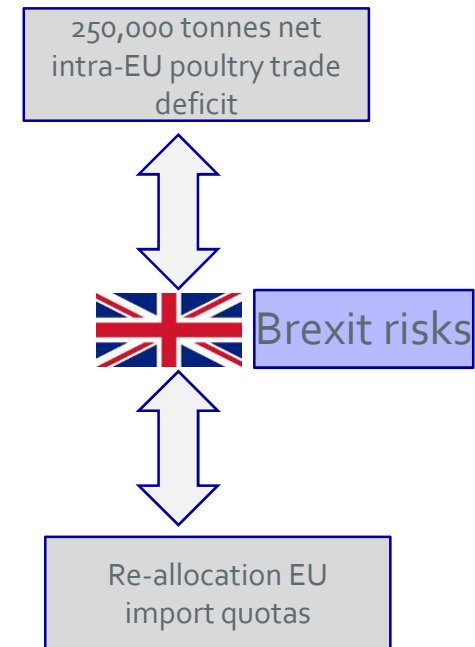 250,000 tonnes net
intra-EU poultry trade
deficit
Brexit risks
Re-allocation EU
import quotas